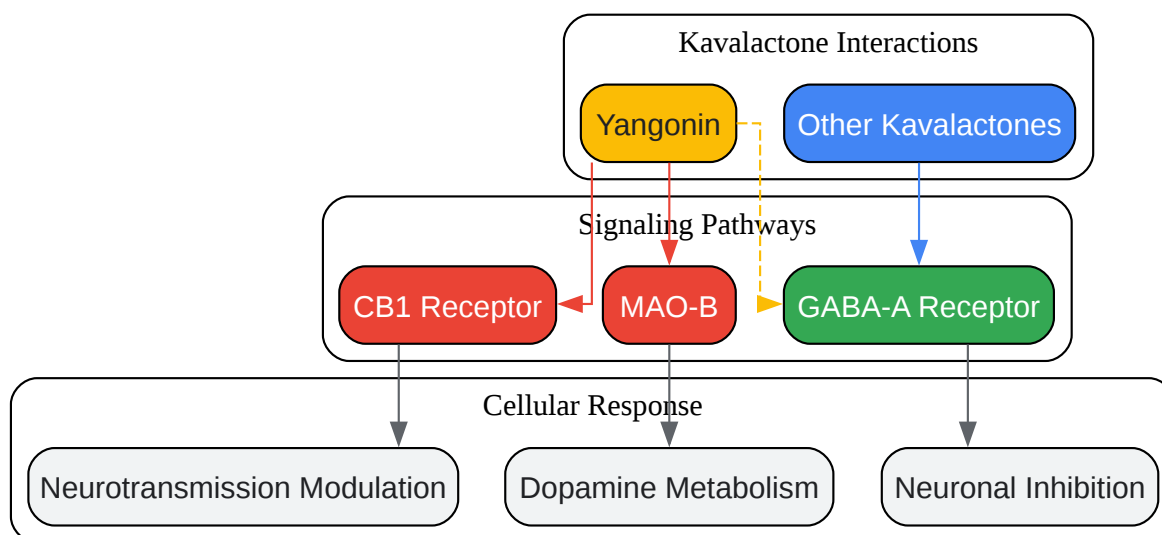 Kavalactone Interactions
Yangonin
Other Kavalactones
Signaling Pathways
CB1 Receptor
MAO-B
GABA-A Receptor
Cellular Response
Neurotransmission Modulation
Dopamine Metabolism
Neuronal Inhibition